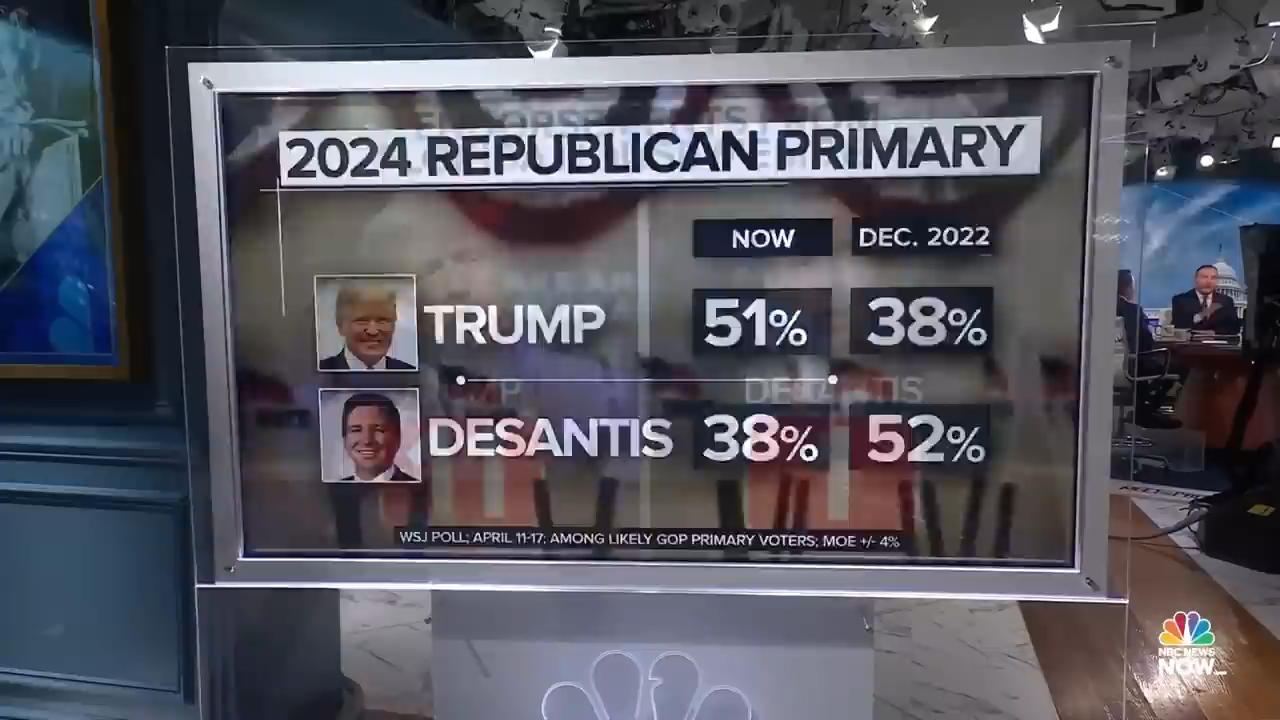 2024 REPUBLICAN PRIMARY
NOW DEC. 2022
TRUMP 51% 38%
DESANTIS 38% 52%
DESANTIS
WSJ POLL; APRIL 11-17; AMONG LIKELY GOP PRIMARY VOTERS; MOE +/- 4%
NBC NEWS
NOW